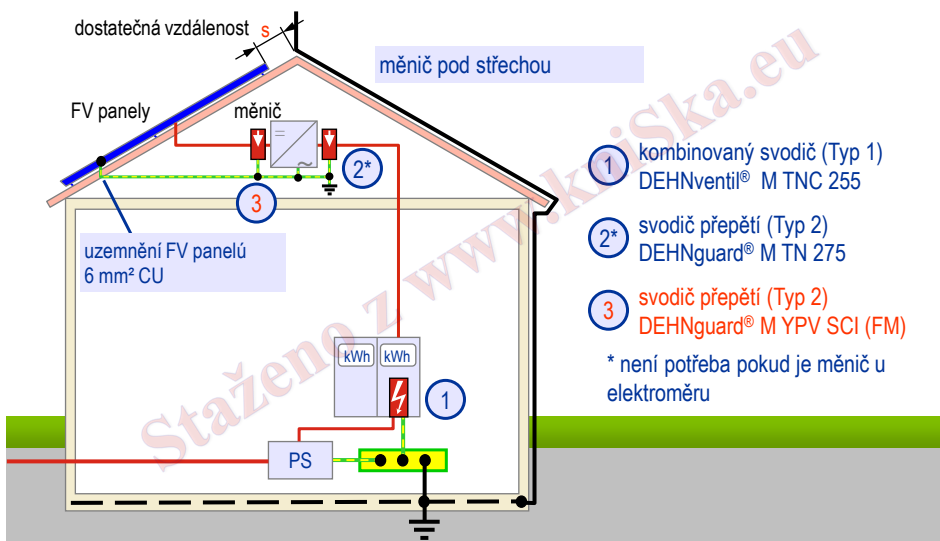 dostatečná vzdálenost s
měnič pod střechou
FV panely
měnič
=
~
2*
3
uzemnění FV panelú
6 mm² CU
kWh
kWh
1
PS
1 kombinovaný svodič (Typ 1)
DEHNventil® M TNC 255
2* svodič přepětí (Typ 2)
DEHNguard® M TN 275
3 svodič přepětí (Typ 2)
DEHNguard® M YPV SCI (FM)
* není potřeba pokud je měnič u
elektroměru
Staženo z www.kniSka.eu